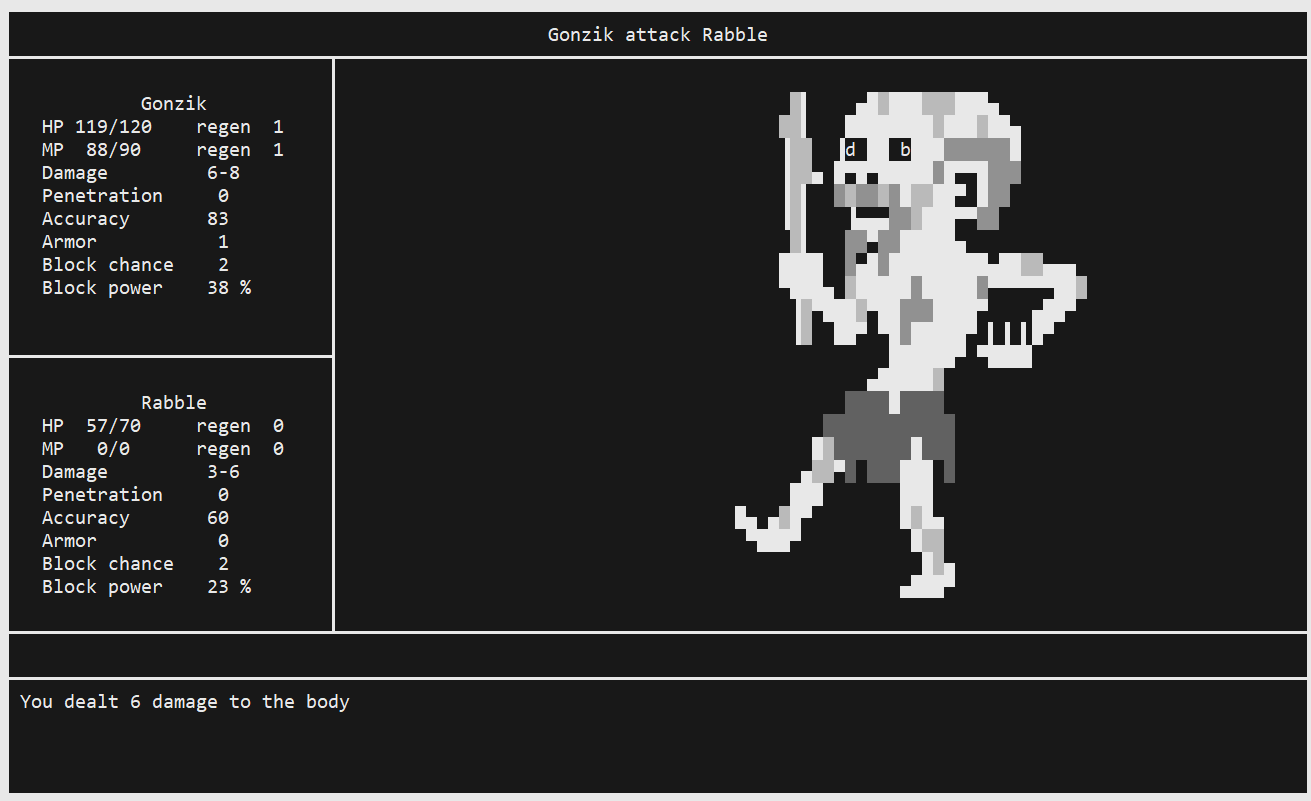 Gonzik attack Rabble
Gonzik
HP 119/120 regen 1
MP 88/90 regen 1
Damage 6-8
Penetration 0
Accuracy 83
Armor 1
Block chance 2
Block power 38 %
d b
Rabble
HP 57/70 regen 0
MP 0/0 regen 0
Damage 3-6
Penetration 0
Accuracy 60
Armor 0
Block chance 2
Block power 23 %
You dealt 6 damage to the body